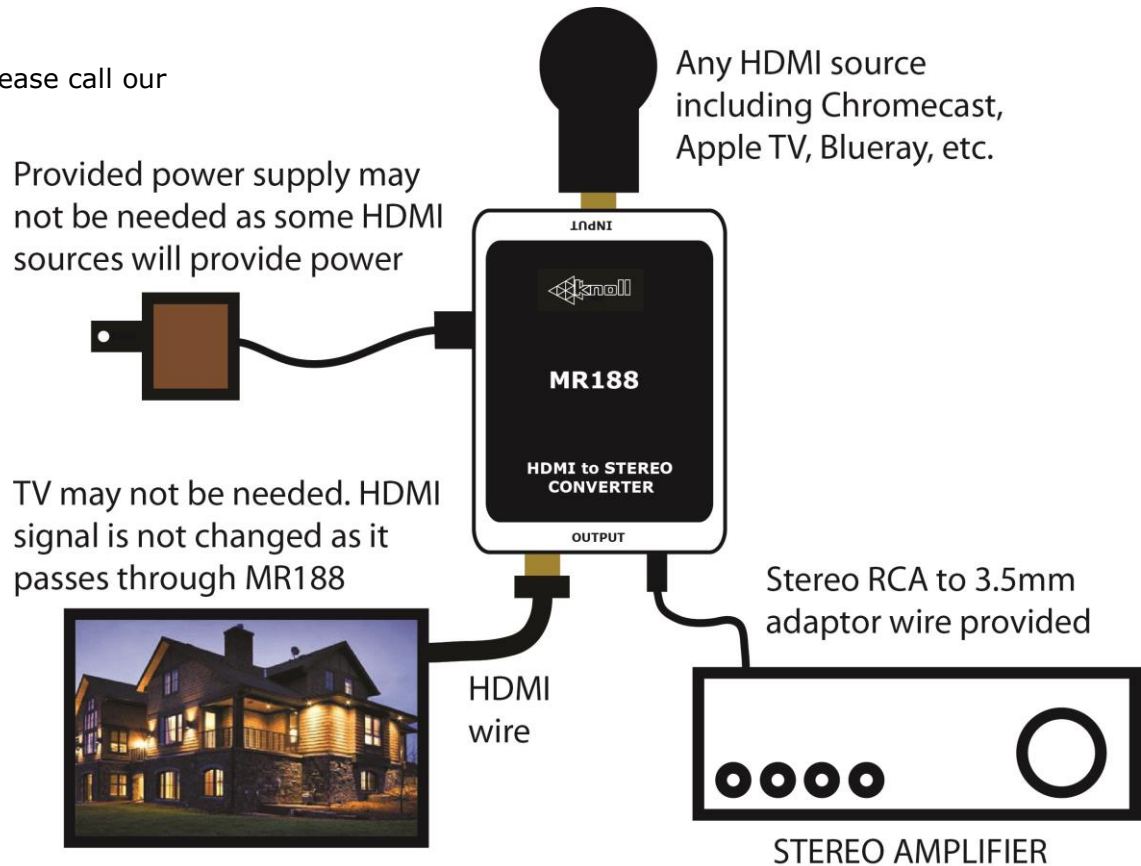 ease call our
Any HDMI source
including Chromecast,
Apple TV, Blueray, etc.
Provided power supply may
not be needed as some HDMI
sources will provide power
INPUT
knoll
MR188
HDMI to STEREO
CONVERTER
OUTPUT
TV may not be needed. HDMI
signal is not changed as it
passes through MR188
HDMI
wire
Stereo RCA to 3.5mm
adaptor wire provided
STEREO AMPLIFIER